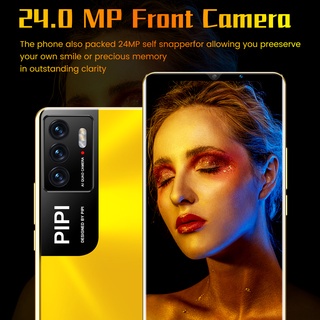 24.0 MP Front Camera
The phone also packed 24MP self snapperfor allowing you preeserve
your own smile or precious memory
in outstanding clarity
AI QUAD CAMERA
PIPI
DESIGNED BY PIPI